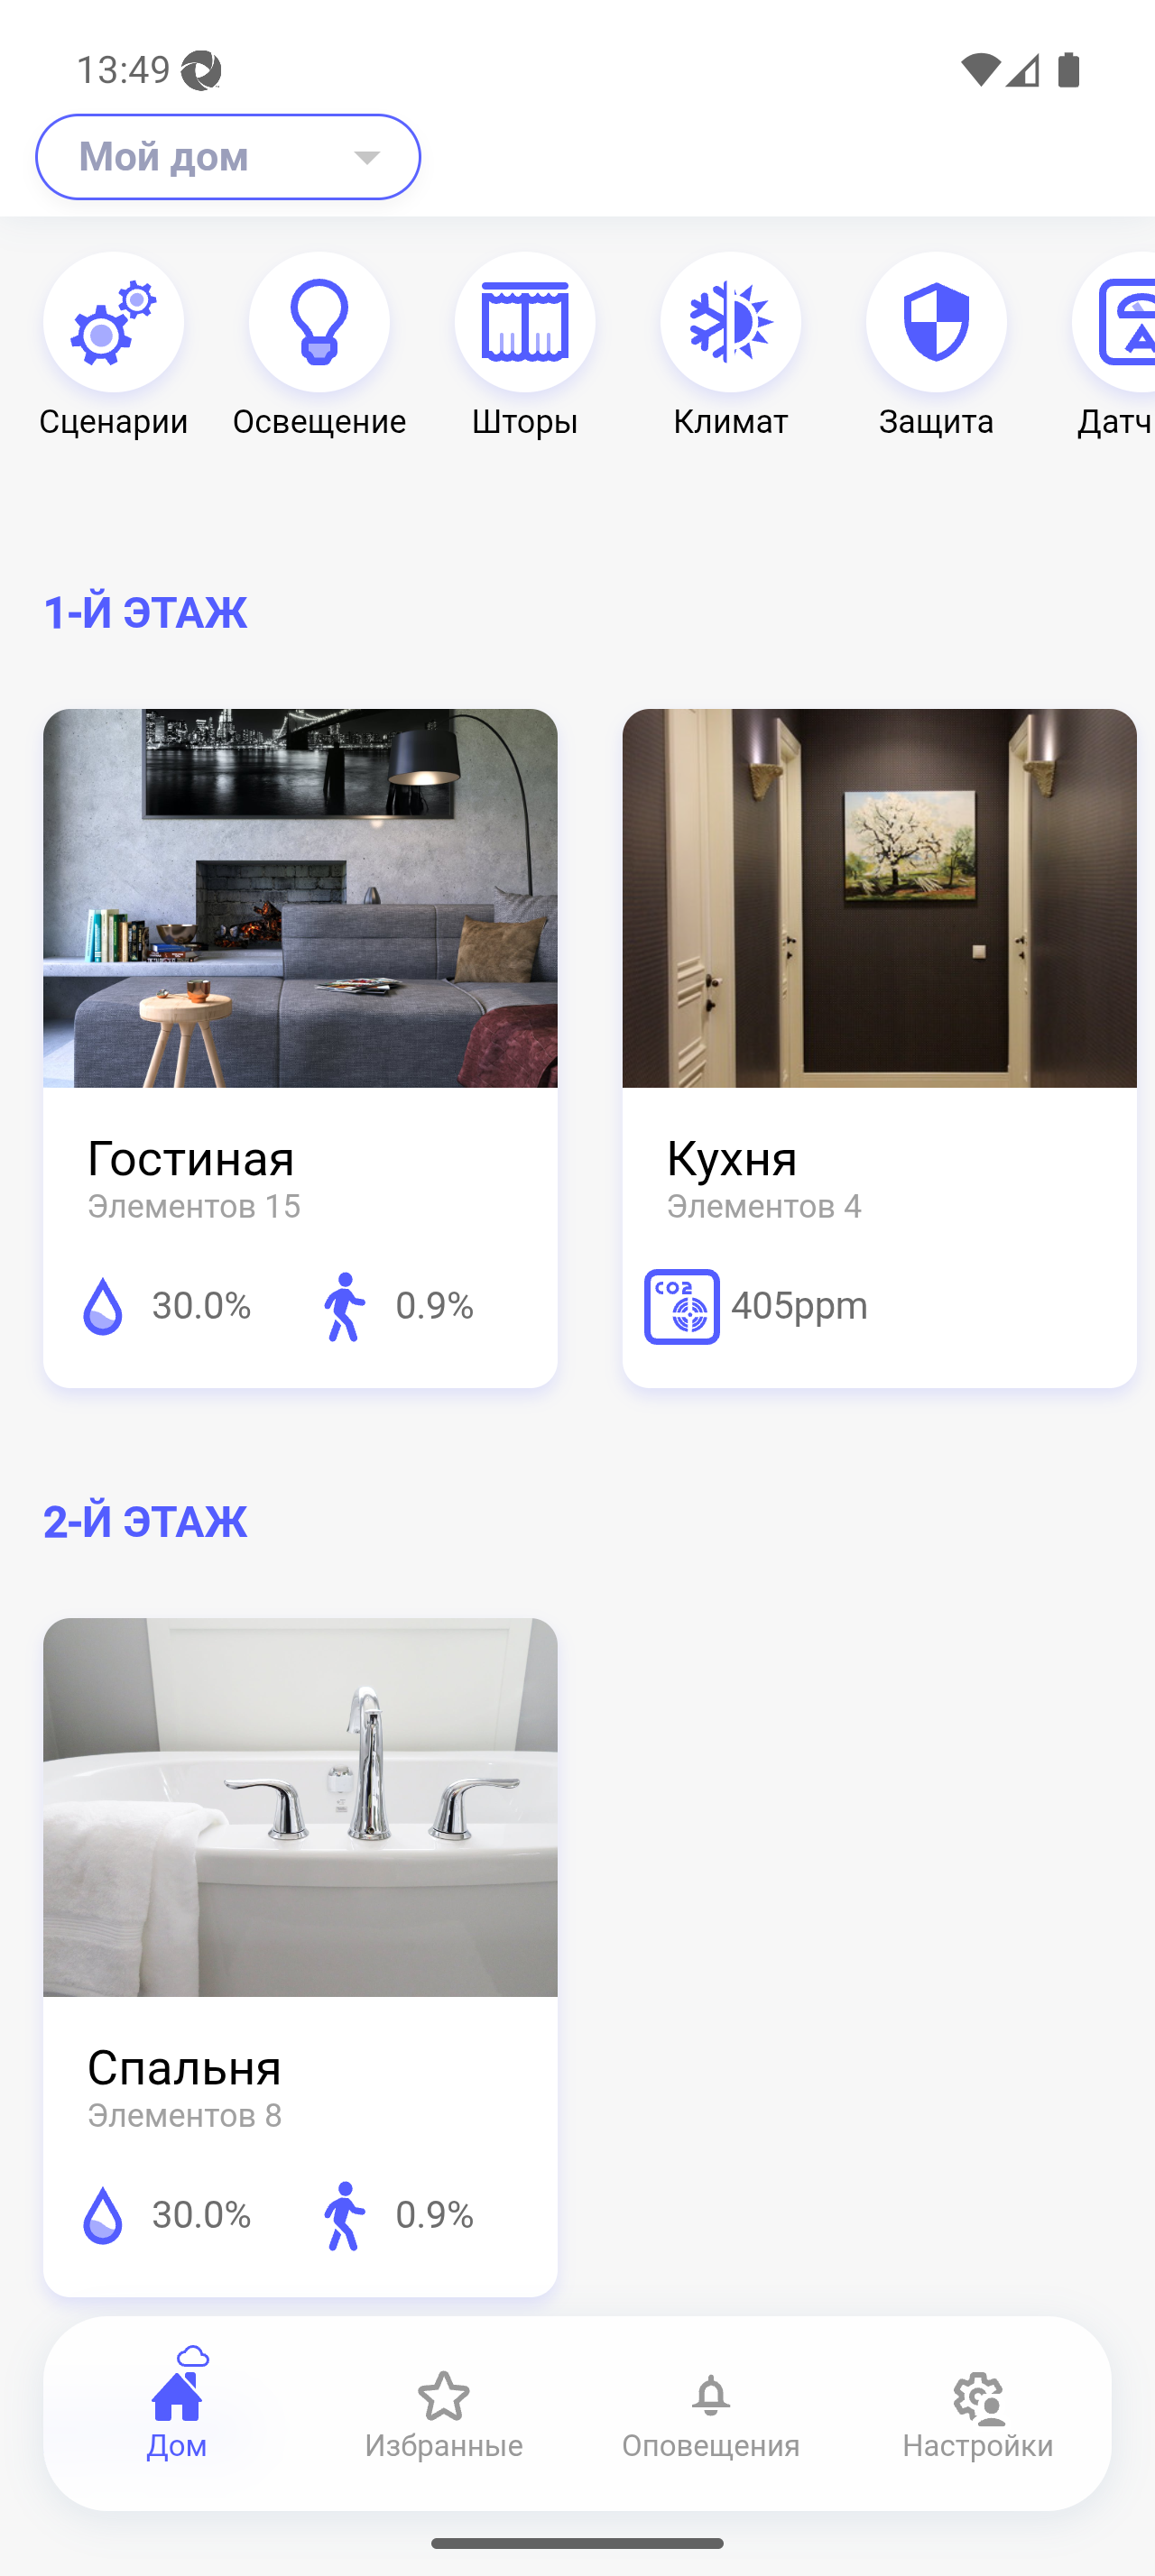 13:49
Мой дом
Сценарии Освещение Шторы Климат Защита Датч
1-Й ЭТАЖ
Гостиная
Элементов 15
30.0% 0.9%
Кухня
Элементов 4
CO2 405ppm
2-Й ЭТАЖ
Спальня
Элементов 8
30.0% 0.9%
Дом Избранные Оповещения Настройки